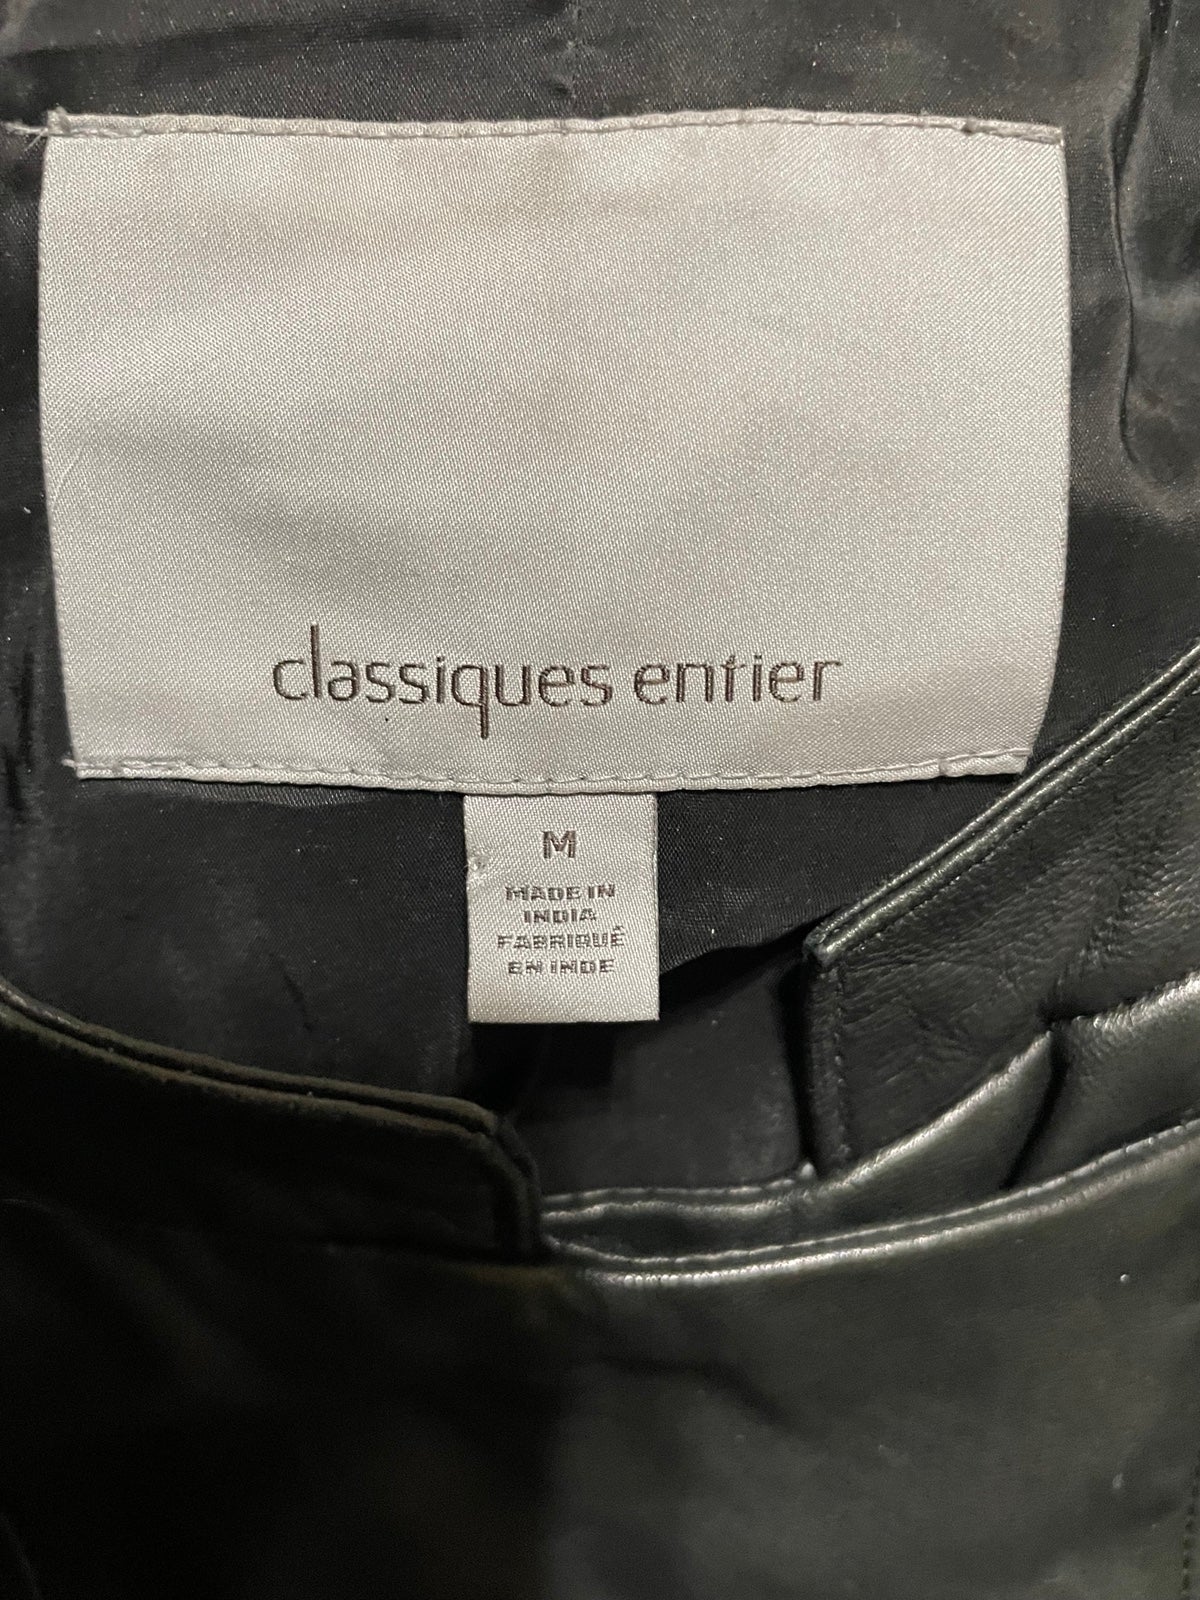 classiques entier
M
MADE IN
INDIA
FABRIQUÉ
EN INDE